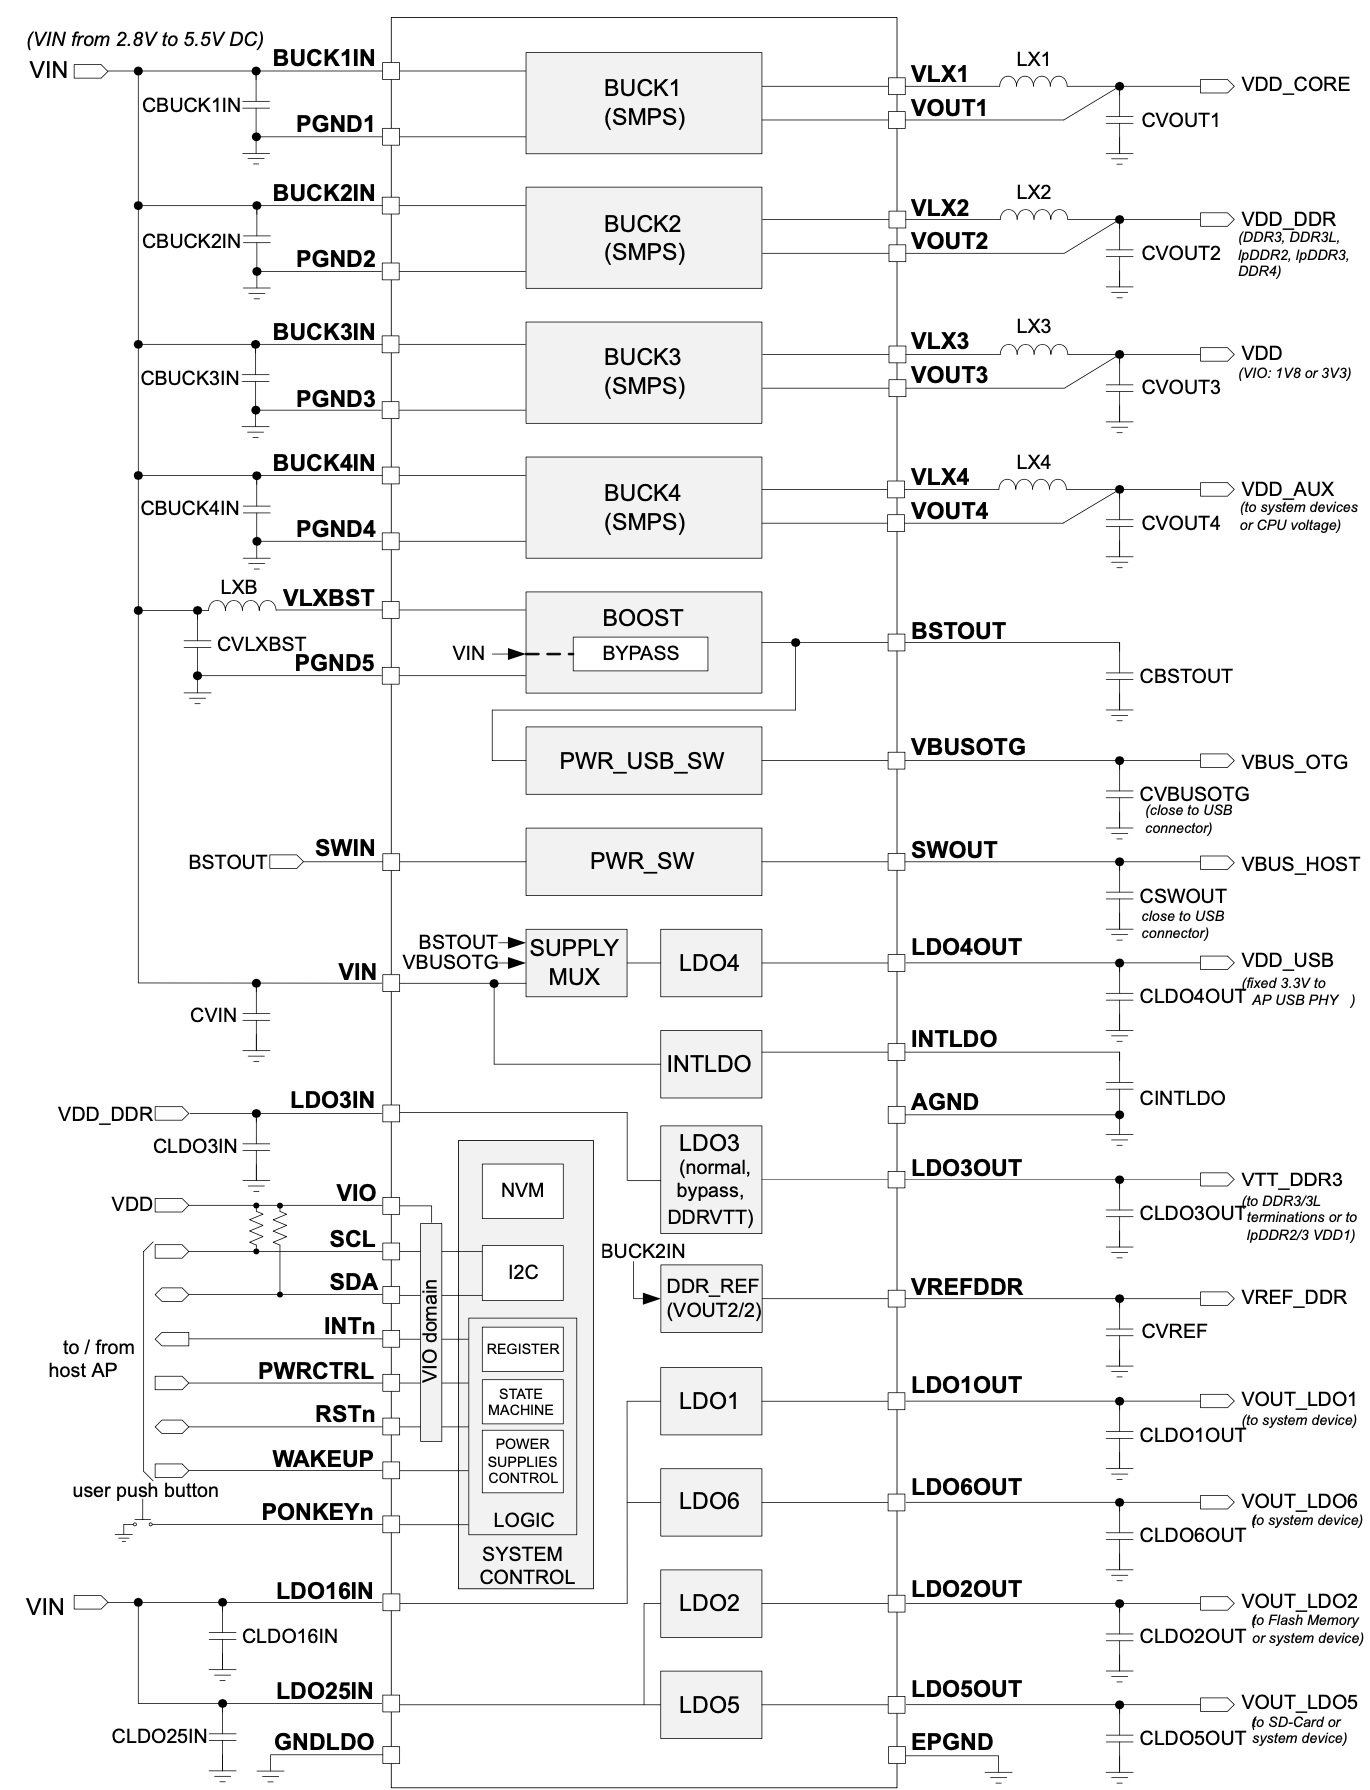 (VIN from 2.8V to 5.5V DC)
VIN
BUCK1IN
CBUCK1IN
PGND1
BUCK1
(SMPS)
VLX1
LX1
VOUT1
VDD_CORE
CVOUT1
BUCK2IN
CBUCK2IN
PGND2
BUCK2
(SMPS)
VLX2
LX2
VOUT2
VDD_DDR
(DDR3, DDR3L,
lpDDR2, lpDDR3,
DDR4)
CVOUT2
BUCK3IN
CBUCK3IN
PGND3
BUCK3
(SMPS)
VLX3
LX3
VOUT3
VDD
(VIO: 1V8 or 3V3)
CVOUT3
BUCK4IN
CBUCK4IN
PGND4
BUCK4
(SMPS)
VLX4
LX4
VOUT4
VDD_AUX
(to system devices
or CPU voltage)
CVOUT4
LXB
VLXBST
CVLXBST
PGND5
BOOST
VIN
BYPASS
BSTOUT
CBSTOUT
PWR_USB_SW
VBUSOTG
VBUS_OTG
CVBUSOTG
(close to USB
connector)
BSTOUT
SWIN
PWR_SW
SWOUT
VBUS_HOST
CSWOUT
close to USB
connector)
VIN
CVIN
BSTOUT
VBUSOTG
SUPPLY
MUX
LDO4
LDO4OUT
VDD_USB
(fixed 3.3V to
AP USB PHY )
CLDO4OUT
INTLDO
INTLDO
AGND
CINTLDO
VDD_DDR
LDO3IN
CLDO3IN
LDO3
(normal,
bypass,
DDRVTT)
LDO3OUT
VTT_DDR3
(to DDR3/3L
terminations or to
lpDDR2/3 VDD1)
CLDO3OUT
VDD
VIO
SCL
SDA
INTn
PWRCTRL
RSTn
WAKEUP
PONKEYn
to / from
host AP
user push button
VIO domain
NVM
I2C
REGISTER
STATE
MACHINE
POWER
SUPPLIES
CONTROL
LOGIC
SYSTEM
CONTROL
BUCK2IN
DDR_REF
(VOUT2/2)
VREFDDR
VREF_DDR
CVREF
LDO1
LDO1OUT
VOUT_LDO1
(to system device)
CLDO1OUT
LDO6
LDO6OUT
VOUT_LDO6
(to system device)
CLDO6OUT
VIN
LDO16IN
CLDO16IN
LDO2
LDO2OUT
VOUT_LDO2
(to Flash Memory
or system device)
CLDO2OUT
LDO25IN
CLDO25IN
LDO5
LDO5OUT
VOUT_LDO5
(to SD-Card or
system device)
CLDO5OUT
GNDLDO
EPGND